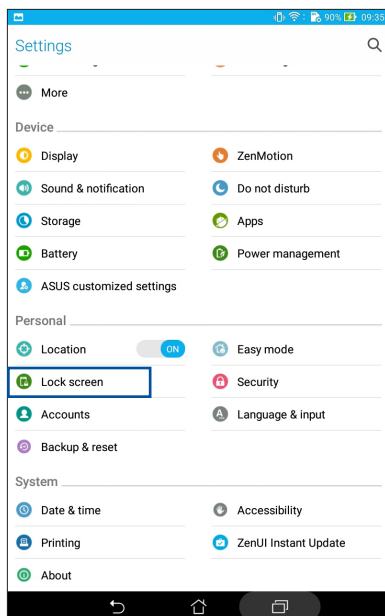 90% 09:35
Settings
More
Device
Display ZenMotion
Sound & notification Do not disturb
Storage Apps
Battery Power management
ASUS customized settings
Personal
Location ON Easy mode
Lock screen Security
Accounts A Language & input
Backup & reset
System
Date & time Accessibility
Printing ZenUI Instant Update
About